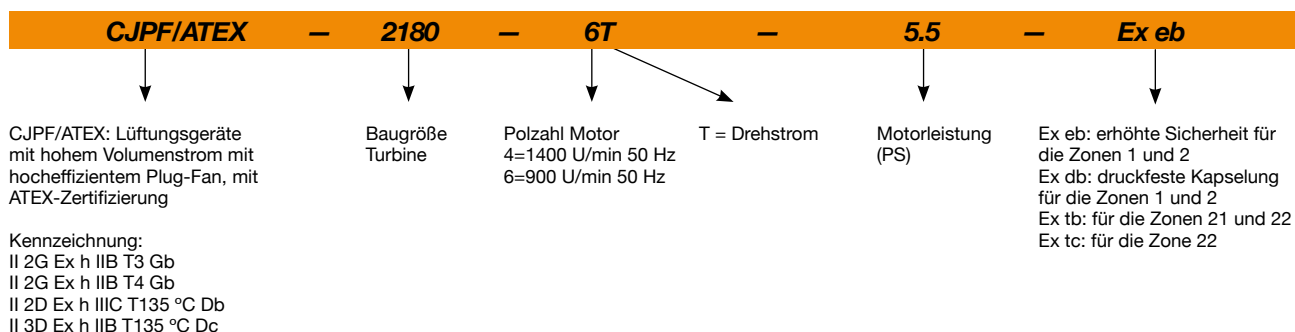 CJPF/ATEX — 2180 — 6T — 5.5 — Ex eb
CJPF/ATEX: Lüftungsgeräte
mit hohem Volumenstrom mit
hocheffizientem Plug-Fan, mit
ATEX-Zertifizierung
Kennzeichnung:
II 2G Ex h IIB T3 Gb
II 2G Ex h IIB T4 Gb
II 2D Ex h IIIC T135 ºC Db
II 3D Ex h IIB T135 ºC Dc
Baugröße
Turbine
Polzahl Motor
4=1400 U/min 50 Hz
6=900 U/min 50 Hz
T = Drehstrom
Motorleistung
(PS)
Ex eb: erhöhte Sicherheit für
die Zonen 1 und 2
Ex db: druckfeste Kapselung
für die Zonen 1 und 2
Ex tb: für die Zonen 21 und 22
Ex tc: für die Zone 22